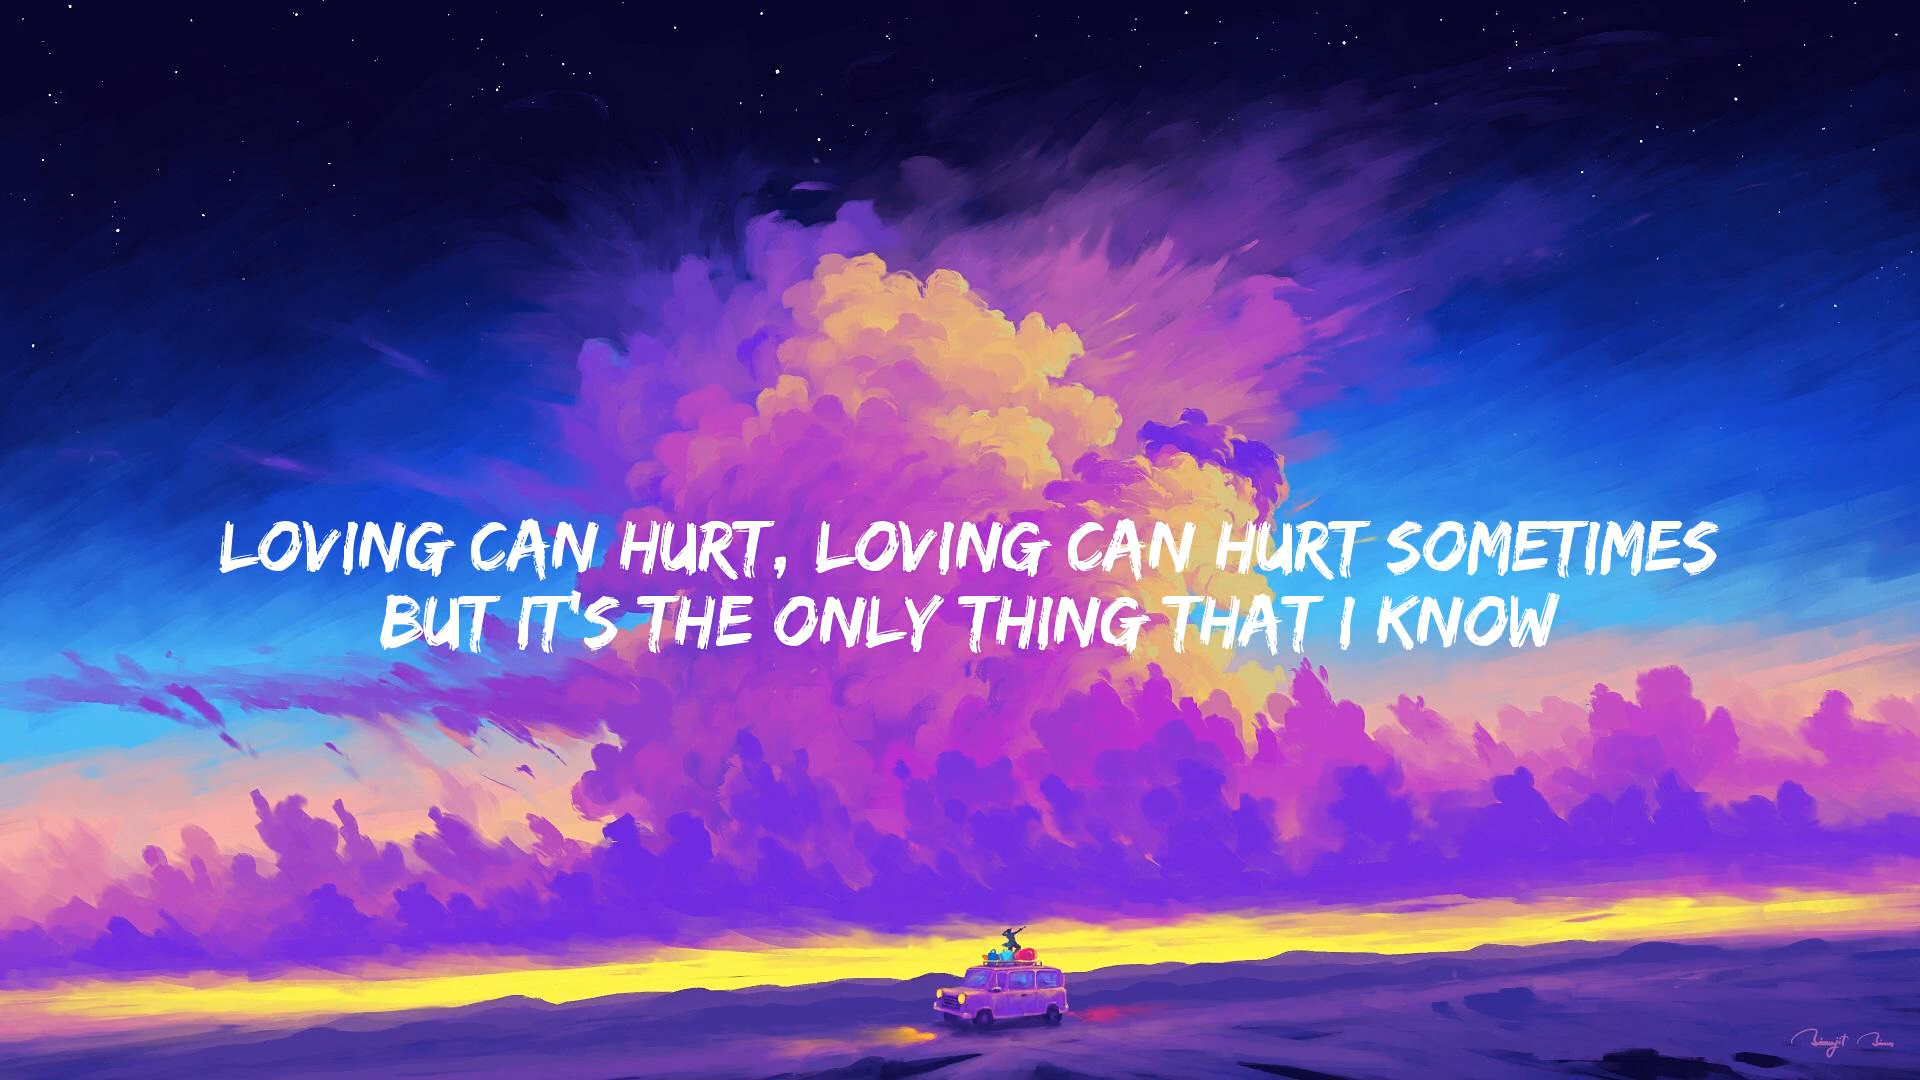 LOVING CAN HURT, LOVING CAN HURT SOMETIMES
BUT IT'S THE ONLY THING THAT I KNOW